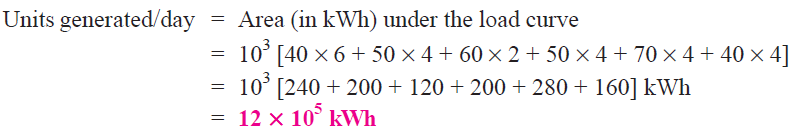 Units generated/day = Area (in kWh) under the load curve
= 10³ [40 × 6 + 50 × 4 + 60 × 2 + 50 × 4 + 70 × 4 + 40 × 4]
= 10³ [240 + 200 + 120 + 200 + 280 + 160] kWh
= 12 × 10⁵ kWh